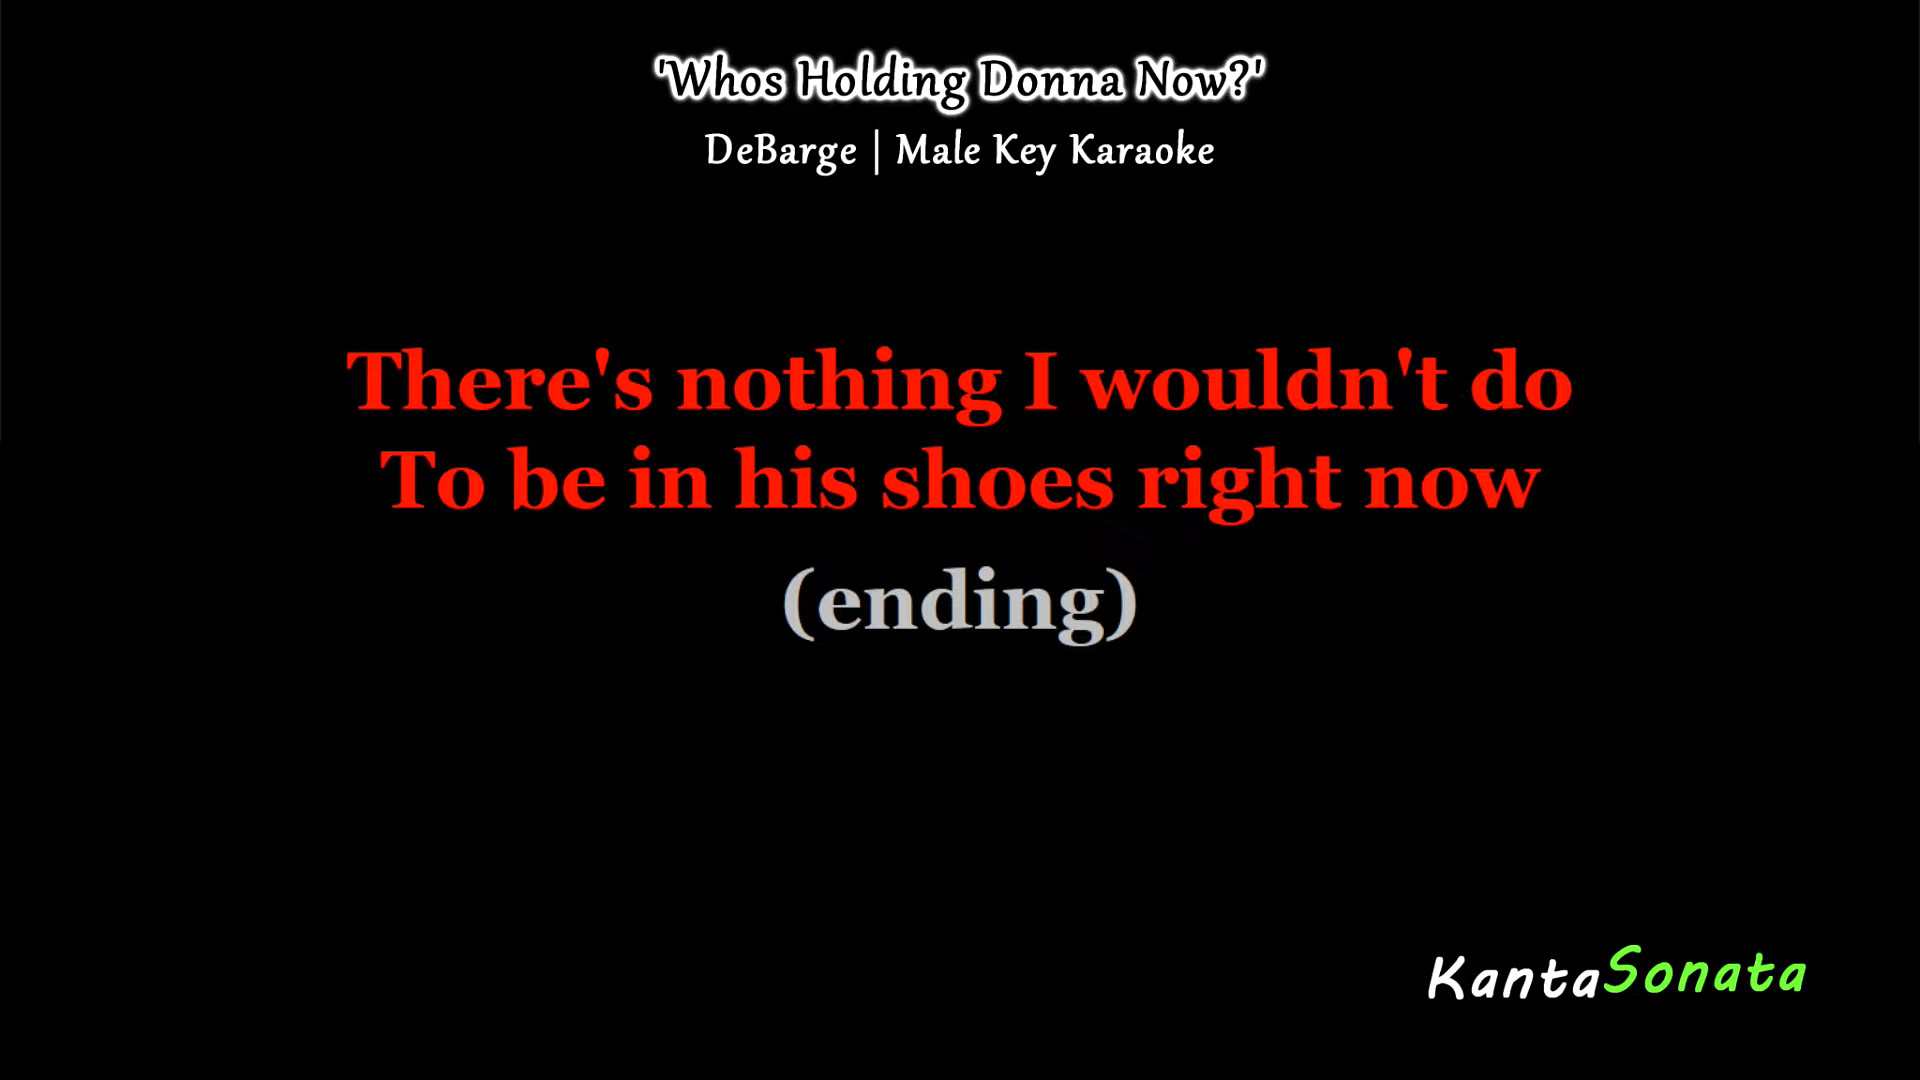 'Whos Holding Donna Now?'
DeBarge | Male Key Karaoke
There's nothing I wouldn't do
To be in his shoes right now
(ending)
KantaSonata